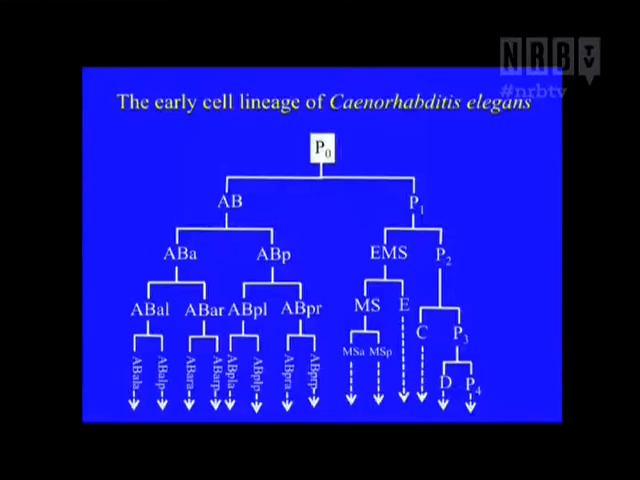 NRB TV
#nrbtv
The early cell lineage of Caenorhabditis elegans
P0
AB P1
ABa ABp EMS P2
ABal ABar ABpl ABpr MS E
C P3
MSa MSp
ABala ABalp ABara ABarp ABpla ABplp ABpra ABprp
D P4